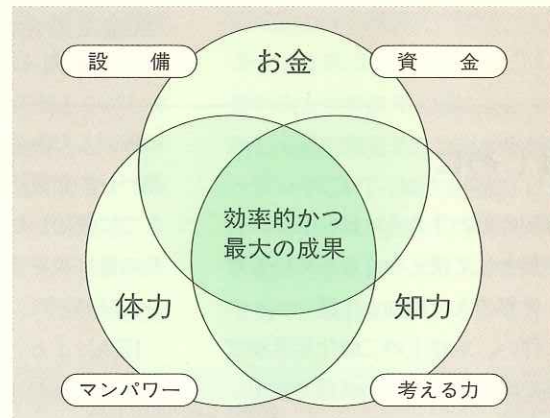 設　備
お金
資　金
効率的かつ
最大の成果
体力
知力
マンパワー
考える力